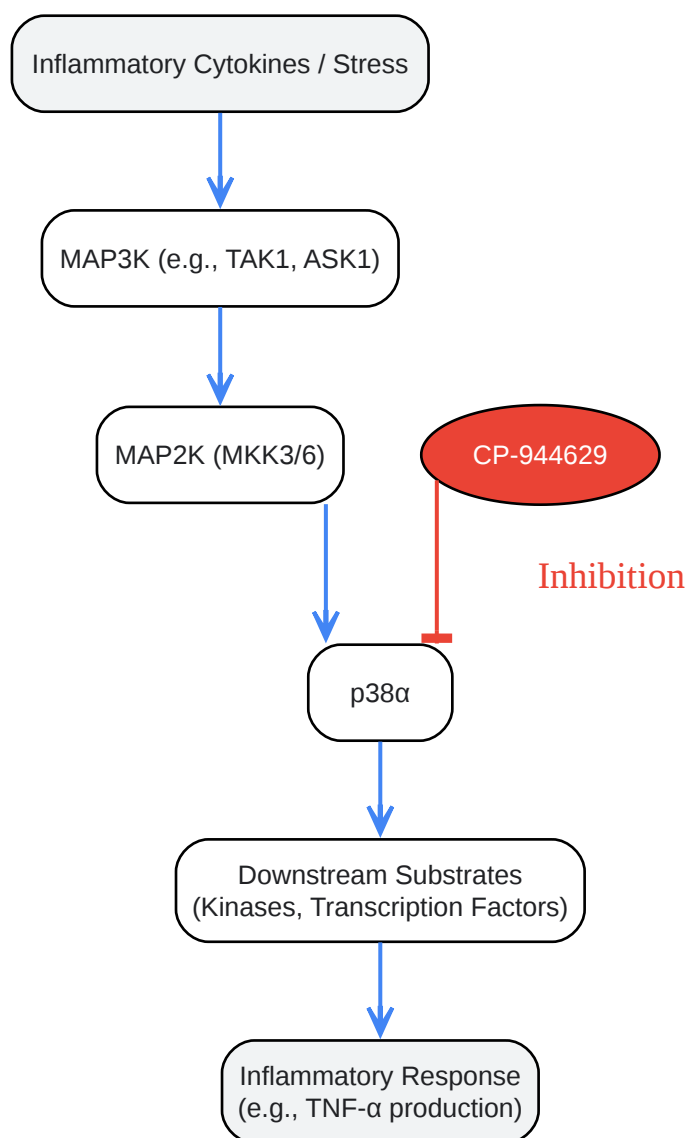 Inflammatory Cytokines / Stress
MAP3K (e.g., TAK1, ASK1)
MAP2K (MKK3/6)
CP-944629
Inhibition
p38α
Downstream Substrates
(Kinases, Transcription Factors)
Inflammatory Response
(e.g., TNF-α production)